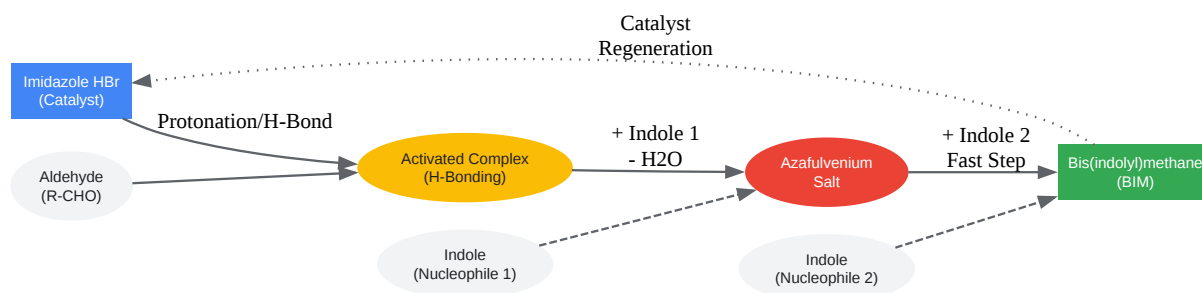 Catalyst
Regeneration
Imidazole HBr
(Catalyst)
Protonation/H-Bond
+ Indole 1
- H2O
+ Indole 2
Fast Step
Aldehyde
(R-CHO)
Activated Complex
(H-Bonding)
Azafulvenium
Salt
Bis(indolyl)methane
(BIM)
Indole
(Nucleophile 1)
Indole
(Nucleophile 2)